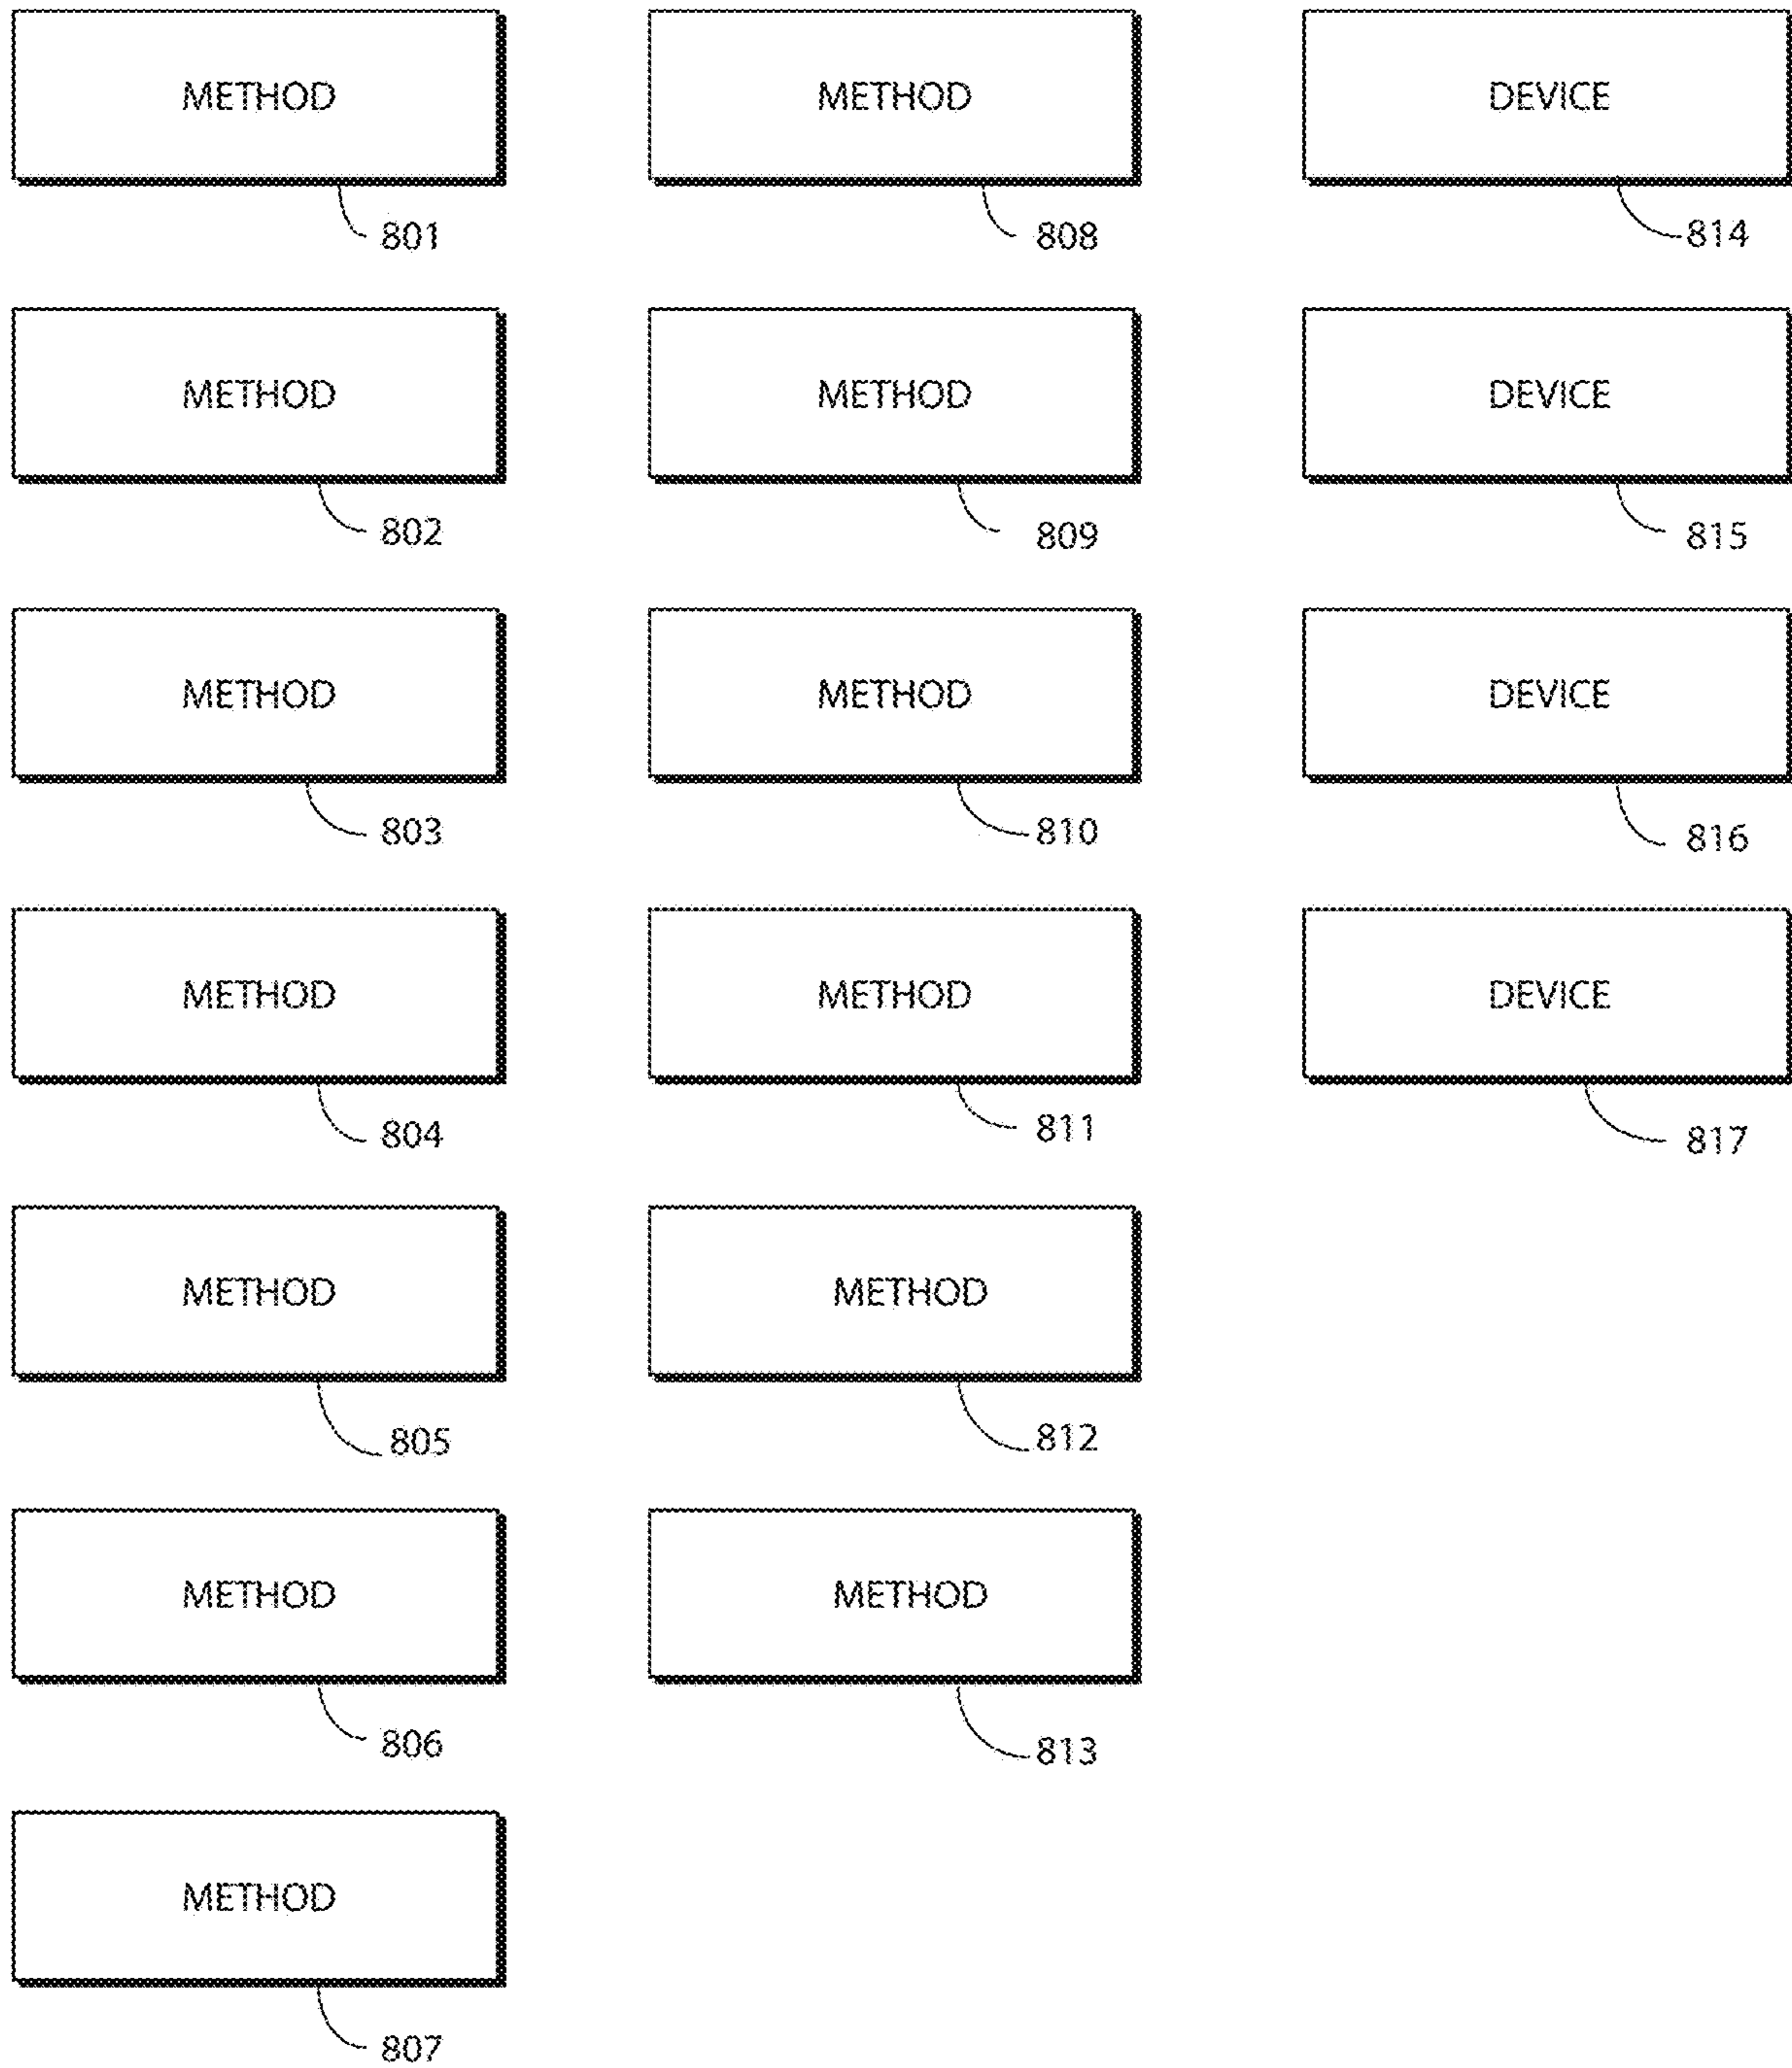 METHOD
801
METHOD
802
METHOD
803
METHOD
804
METHOD
805
METHOD
806
METHOD
807
METHOD
808
METHOD
809
METHOD
810
METHOD
811
METHOD
812
METHOD
813
DEVICE
814
DEVICE
815
DEVICE
816
DEVICE
817